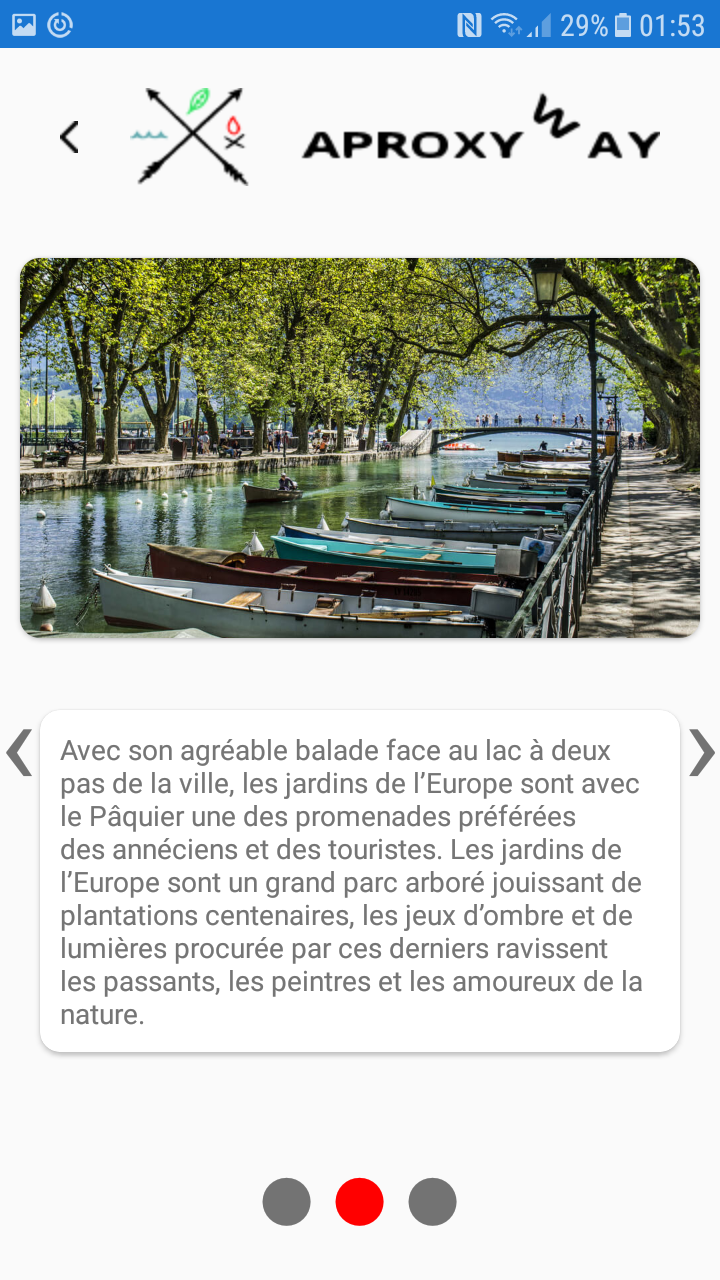 29% 01:53
APROXY WAY
Avec son agréable balade face au lac à deux
pas de la ville, les jardins de l’Europe sont avec
le Pâquier une des promenades préférées
des annéciens et des touristes. Les jardins de
l’Europe sont un grand parc arboré jouissant de
plantations centenaires, les jeux d’ombre et de
lumières procurée par ces derniers ravissent
les passants, les peintres et les amoureux de la
nature.